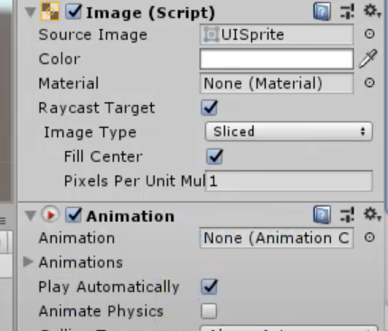 Image (Script)
Source Image UISprite
Color
Material None (Material)
Raycast Target
Image Type Sliced
Fill Center
Pixels Per Unit Mul 1
Animation
Animation None (Animation C
Animations
Play Automatically
Animate Physics